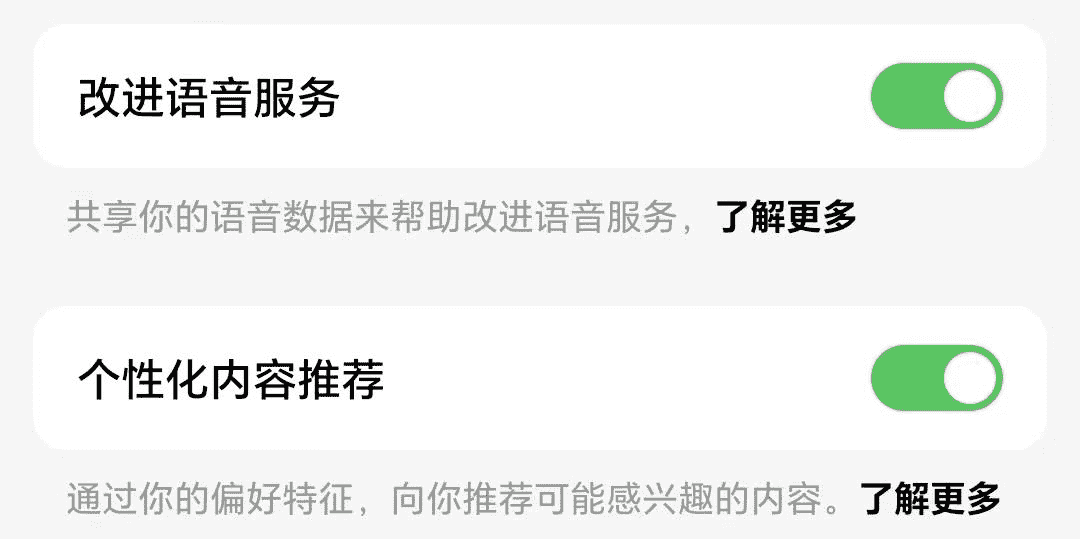 改进语音服务
共享你的语音数据来帮助改进语音服务，了解更多
个性化内容推荐
通过你的偏好特征，向你推荐可能感兴趣的内容。了解更多